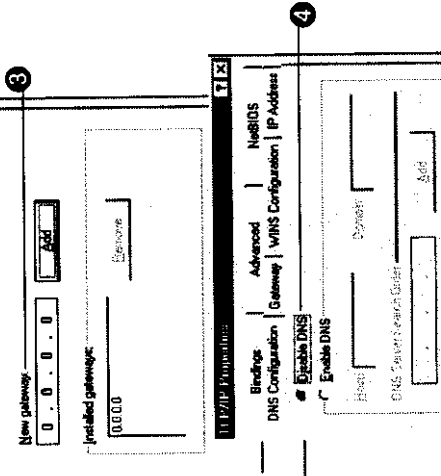 3
New gateway:
0 . 0 . 0 . 0
Add
Installed gateways:
0.0.0.0
Remove
4
TCP/IP Properties
? X
Bindings
Advanced
NetBIOS
DNS Configuration
Gateway
WINS Configuration
IP Address
Disable DNS
Enable DNS
Host:
Domain:
DNS Server Search Order
Add